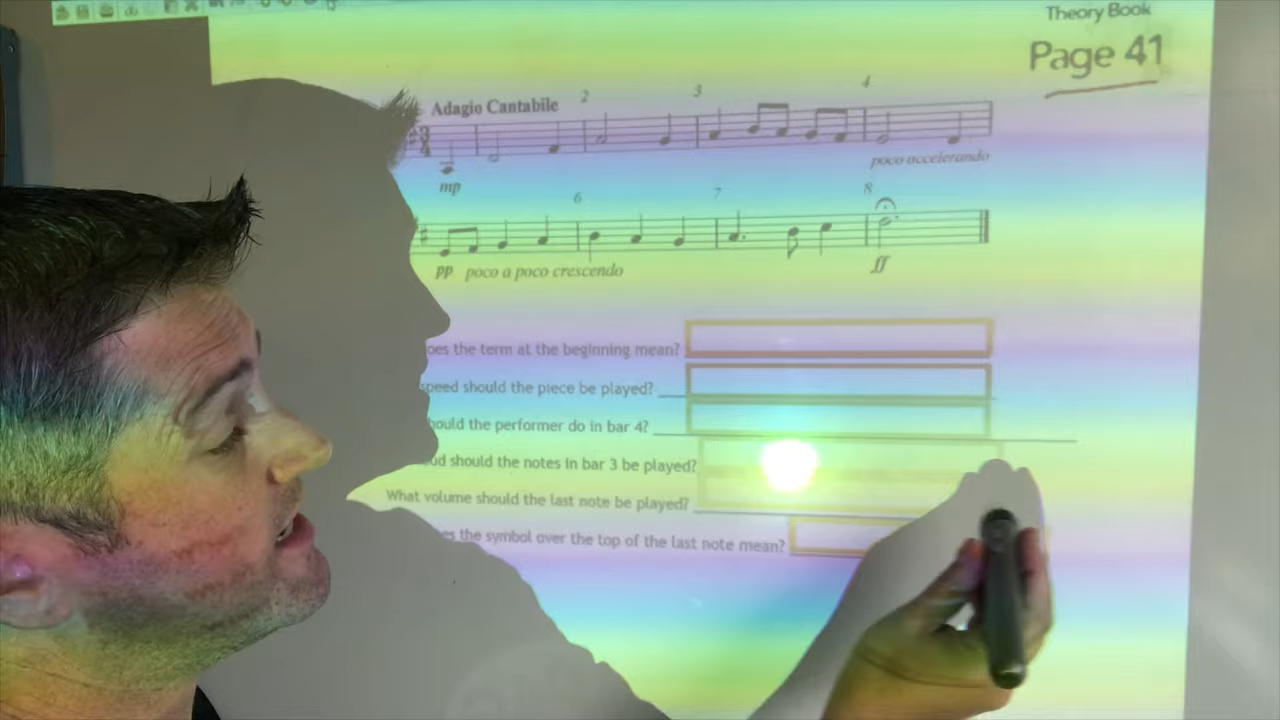 Theory Book
Page 41
Adagio Cantabile
2
3
4
3
4
mp
poco accelerando
6
7
8
pp poco a poco crescendo
ff
oes the term at the beginning mean?
speed should the piece be played?
hould the performer do in bar 4?
ud should the notes in bar 3 be played?
What volume should the last note be played?
es the symbol over the top of the last note mean?